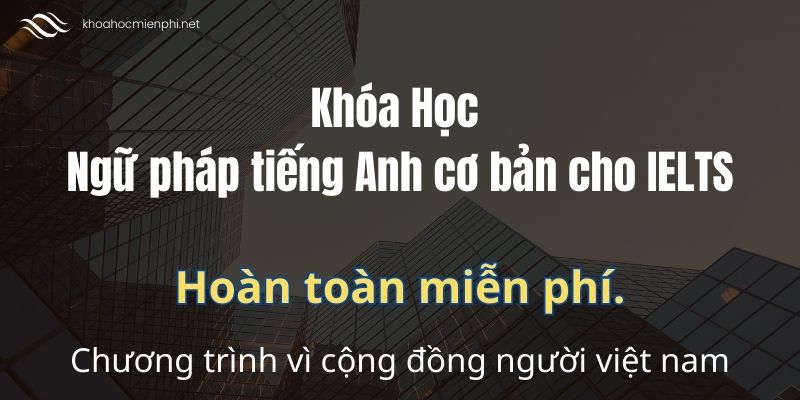 khoahocmienphi.net
Khóa Học
Ngữ pháp tiếng Anh cơ bản cho IELTS
Hoàn toàn miễn phí.
Chương trình vì cộng đồng người việt nam